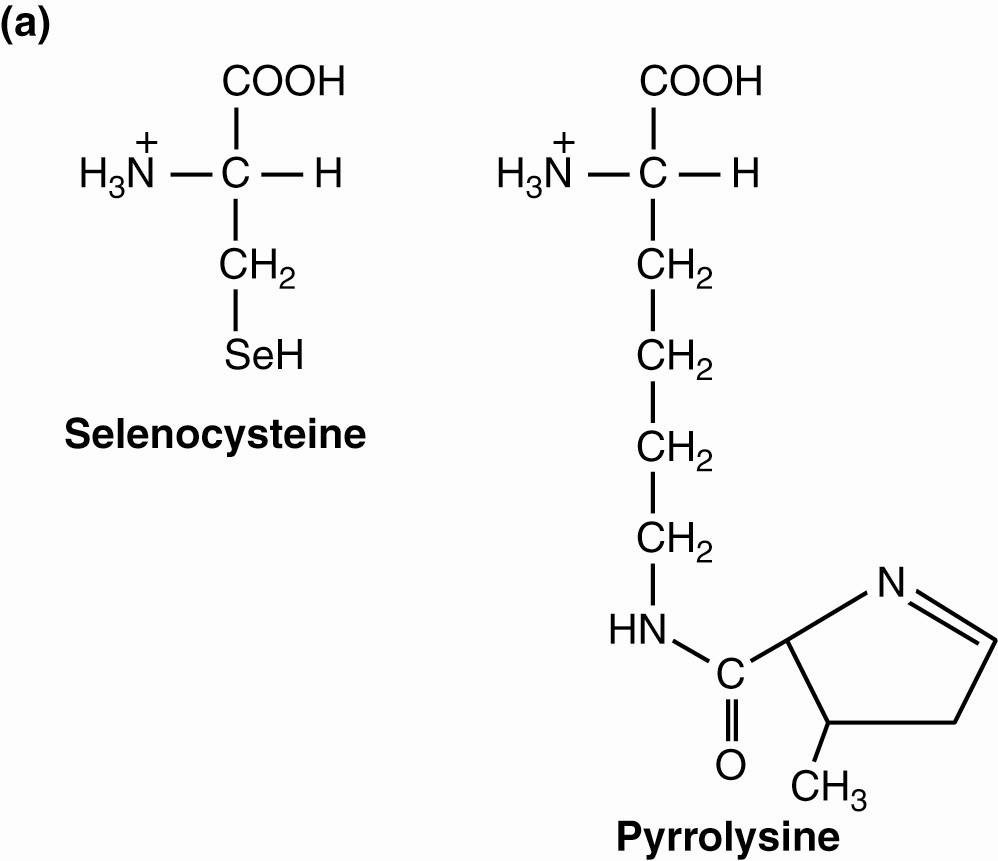 (a)
COOH
H₃N⁺ — C — H
CH₂
SeH
Selenocysteine
COOH
H₃N⁺ — C — H
CH₂
CH₂
CH₂
CH₂
HN
C
O
N
CH₃
Pyrrolysine